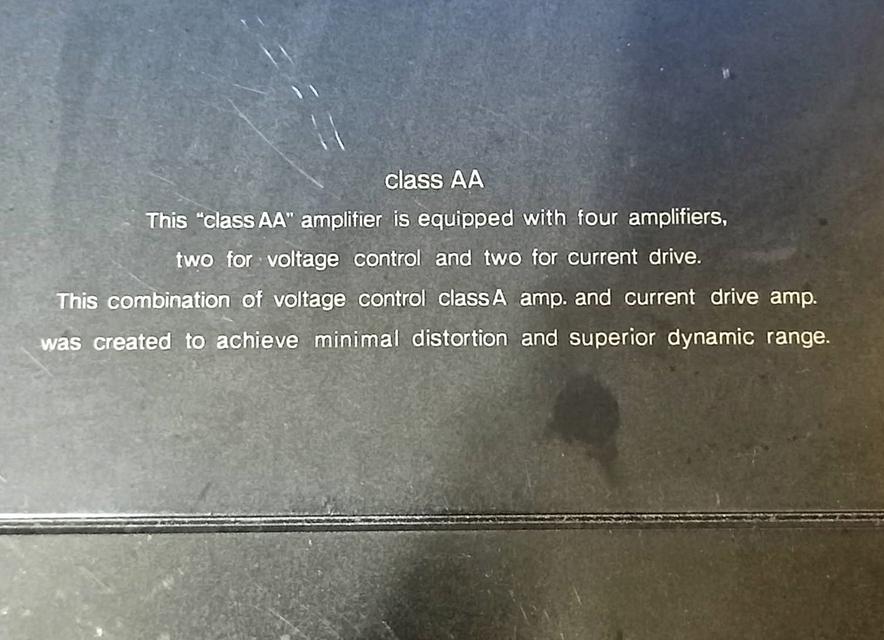 class AA
This “class AA” amplifier is equipped with four amplifiers,
two for voltage control and two for current drive.
This combination of voltage control class A amp. and current drive amp.
was created to achieve minimal distortion and superior dynamic range.